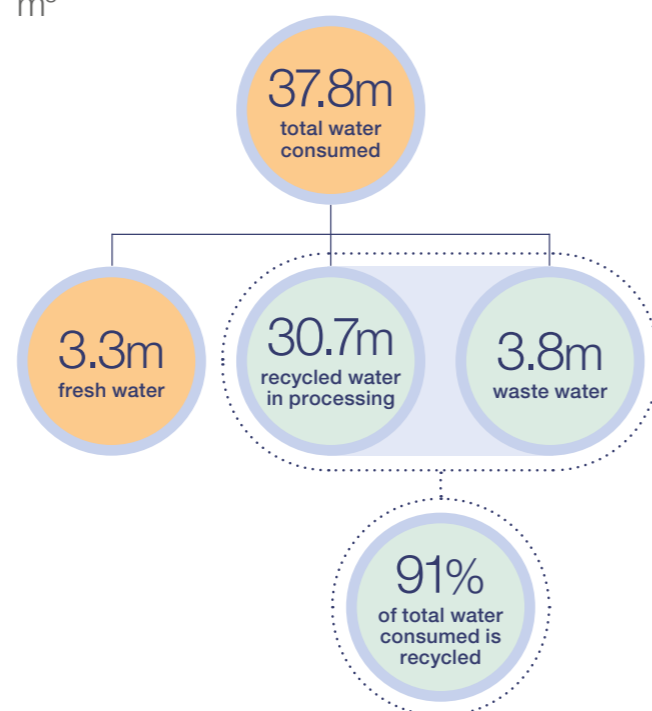 m³
37.8m
total water
consumed
3.3m
fresh water
30.7m
recycled water
in processing
3.8m
waste water
91%
of total water
consumed is
recycled